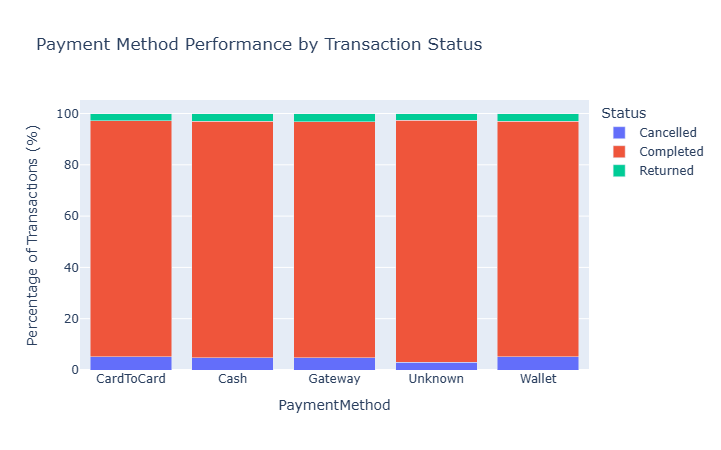 Payment Method Performance by Transaction Status
Percentage of Transactions (%)
100
80
60
40
20
0
CardToCard Cash Gateway Unknown Wallet
PaymentMethod
Status
Cancelled
Completed
Returned